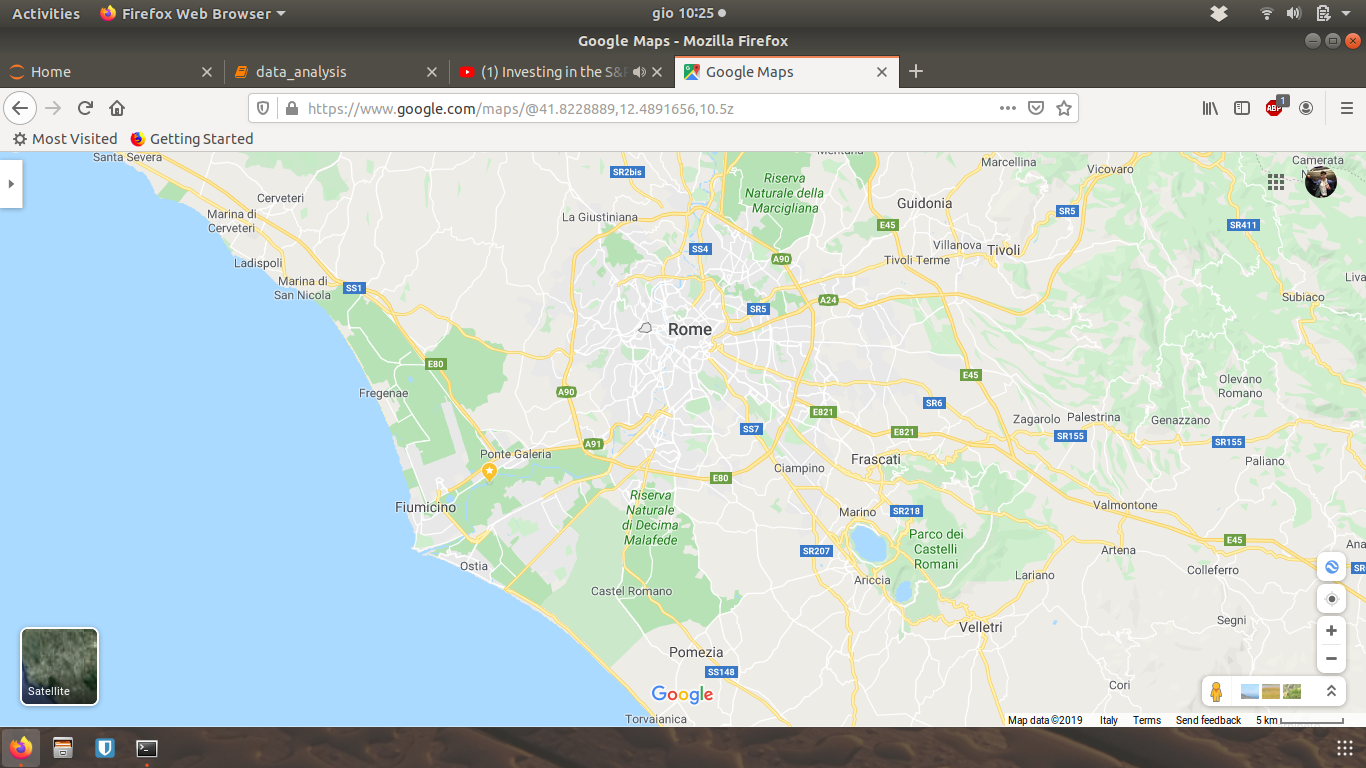 Activities
Firefox Web Browser
gio 10:25
Google Maps - Mozilla Firefox
Home
data_analysis
(1) Investing in the S&
Google Maps
https://www.google.com/maps/@41.8228889,12.4891656,10.5z
ABP
1
Most Visited
Getting Started
Santa Severa
SR2bis
Riserva
Naturale della
Marcigliana
Mentana
Marcellina
Vicovaro
Camerata
Cerveteri
Marina di
Cerveteri
La Giustiniana
Guidonia
SR5
E45
SR411
SS4
Villanova
Tivoli
Tivoli Terme
A90
Ladispoli
Marina di
San Nicola
SS1
Subiaco
A24
SR5
Rome
E80
E45
Olevano
Romano
Fregenae
A90
SR6
E821
Zagarolo
Palestrina
Genazzano
SS7
E821
SR155
SR155
A91
Ponte Galeria
Ciampino
Frascati
Paliano
E80
Fiumicino
Riserva
Naturale
di Decima
Malafede
Marino
SR218
Valmontone
Parco dei
Castelli
Romani
E45
SR207
Artena
Ostia
Ariccia
Lariano
Colleferro
Castel Romano
Velletri
Segni
Pomezia
SS148
Cori
Satellite
Google
Torvaianica
Map data ©2019
Italy
Terms
Send feedback
5 km